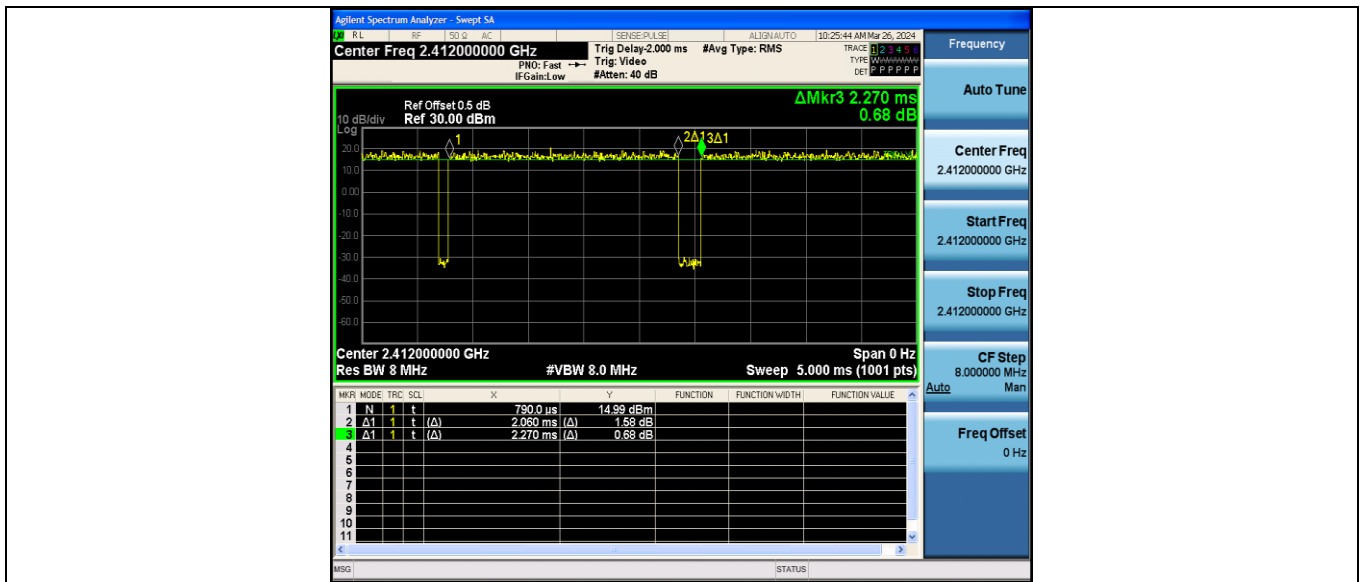 Agilent Spectrum Analyzer - Swept SA
RL RF 50 Ω AC SENSE:PULSE ALIGNAUTO 10:25:44 AM Mar 26, 2024
Center Freq 2.412000000 GHz
PNO: Fast
IFGain:Low
Trig Delay-2.000 ms
Trig: Video
#Atten: 40 dB
#Avg Type: RMS
TRACE 1 2 3 4 5 6
TYPE
DET P P P P P P
Frequency
Auto Tune
Ref Offset 0.5 dB
ΔMkr3 2.270 ms
10 dB/div Ref 30.00 dBm
0.68 dB
Log
1
2Δ1
3Δ1
20.0
10.0
0.00
-10.0
-20.0
-30.0
-40.0
-50.0
-60.0
Center Freq
2.412000000 GHz
Start Freq
2.412000000 GHz
Stop Freq
2.412000000 GHz
Center 2.412000000 GHz Span 0 Hz
Res BW 8 MHz #VBW 8.0 MHz Sweep 5.000 ms (1001 pts)
CF Step
8.000000 MHz
Auto Man
Freq Offset
0 Hz
MKR MODE TRC SCL X Y FUNCTION FUNCTION WIDTH FUNCTION VALUE
1 N 1 t 790.0 µs 14.99 dBm
2 Δ1 1 t (Δ) 2.060 ms (Δ) 1.58 dB
3 Δ1 1 t (Δ) 2.270 ms (Δ) 0.68 dB
4
5
6
7
8
9
10
11
MSG STATUS